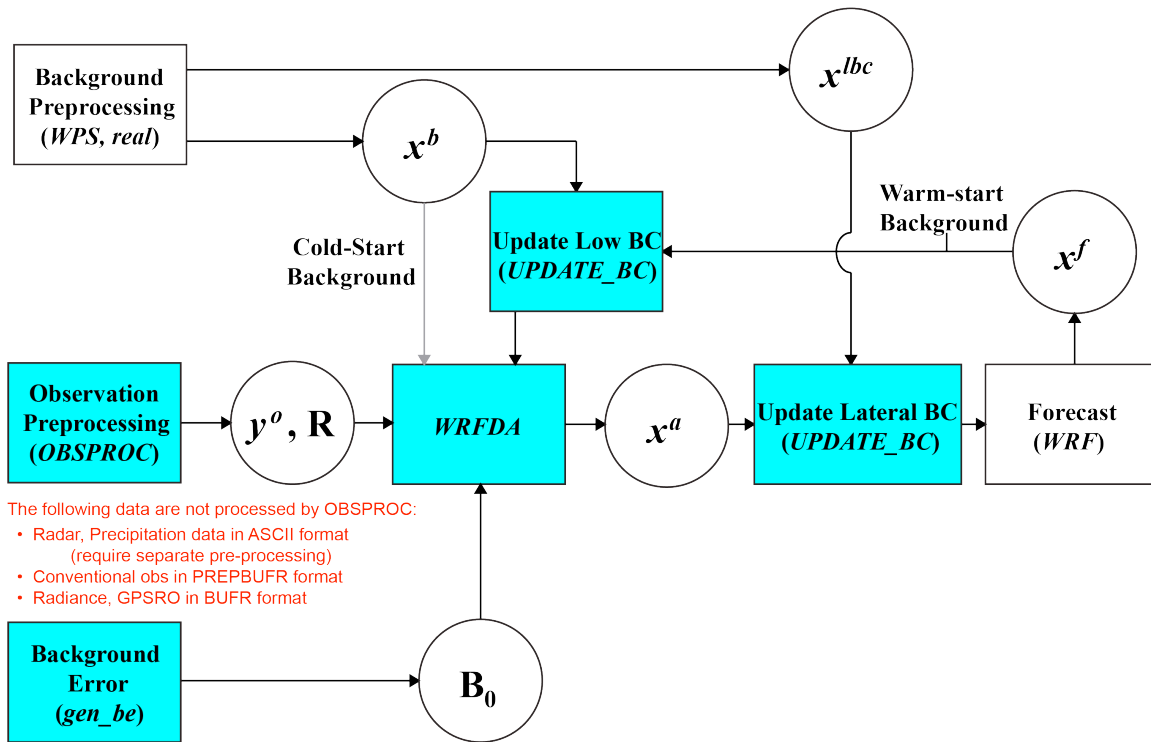 Background
Preprocessing
(WPS, real)
x^{lbc}
x^b
Warm-start
Background
Cold-Start
Background
Update Low BC
(UPDATE_BC)
x^f
Observation
Preprocessing
(OBSPROC)
y^o, R
WRFDA
x^a
Update Lateral BC
(UPDATE_BC)
Forecast
(WRF)
The following data are not processed by OBSPROC:
• Radar, Precipitation data in ASCII format
(require separate pre-processing)
• Conventional obs in PREPBUFR format
• Radiance, GPSRO in BUFR format
Background
Error
(gen_be)
B_0